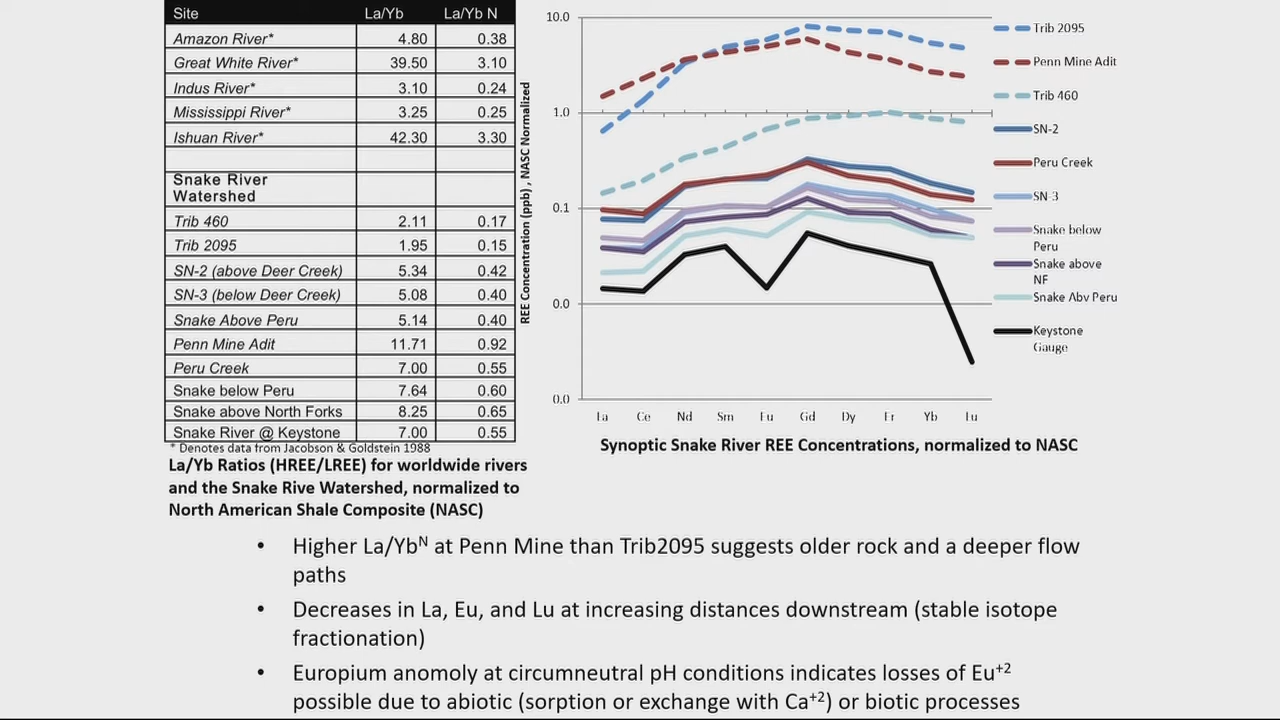 Site La/Yb La/Yb N
Amazon River* 4.80 0.38
Great White River* 39.50 3.10
Indus River* 3.10 0.24
Mississippi River* 3.25 0.25
Ishuan River* 42.30 3.30
Snake River
Watershed
Trib 460 2.11 0.17
Trib 2095 1.95 0.15
SN-2 (above Deer Creek) 5.34 0.42
SN-3 (below Deer Creek) 5.08 0.40
Snake Above Peru 5.14 0.40
Penn Mine Adit 11.71 0.92
Peru Creek 7.00 0.55
Snake below Peru 7.64 0.60
Snake above North Forks 8.25 0.65
Snake River @ Keystone 7.00 0.55
* Denotes data from Jacobson & Goldstein 1988
La/Yb Ratios (HREE/LREE) for worldwide rivers
and the Snake Rive Watershed, normalized to
North American Shale Composite (NASC)
REE Concentration (ppb) , NASC Normalized
10.0
1.0
0.1
0.0
0.0
La Ce Nd Sm Eu Gd Dy Er Yb Lu
Trib 2095
Penn Mine Adit
Trib 460
SN-2
Peru Creek
SN-3
Snake below
Peru
Snake above
NF
Snake Abv Peru
Keystone
Gauge
Synoptic Snake River REE Concentrations, normalized to NASC
• Higher La/Ybᴺ at Penn Mine than Trib2095 suggests older rock and a deeper flow
paths
• Decreases in La, Eu, and Lu at increasing distances downstream (stable isotope
fractionation)
• Europium anomoly at circumneutral pH conditions indicates losses of Eu⁺²
possible due to abiotic (sorption or exchange with Ca⁺²) or biotic processes